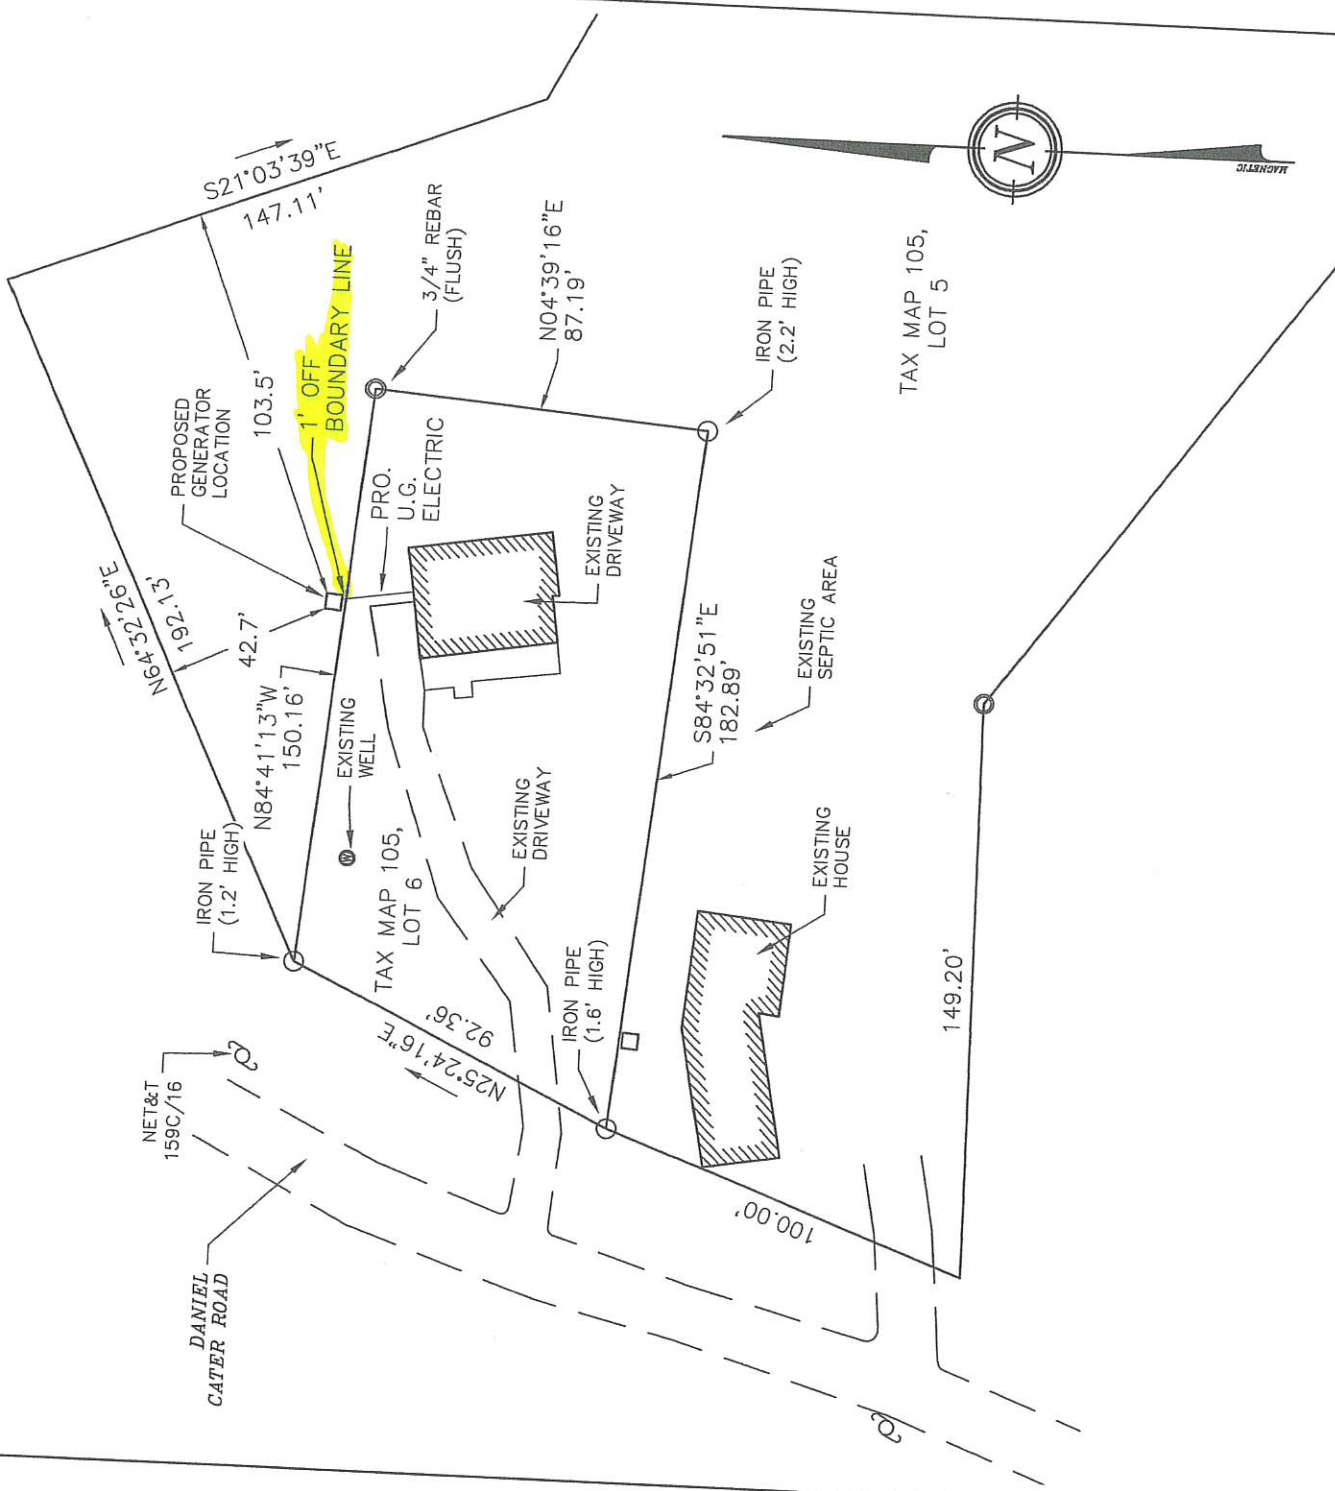 S21°03'39"E
147.11'
N64°32'26"E
192.13'
PROPOSED
GENERATOR
LOCATION
103.5'
1' OFF
BOUNDARY LINE
3/4" REBAR
(FLUSH)
42.7'
N84°41'13"W
150.16'
PRO.
U.G.
ELECTRIC
N04°39'16"E
87.19'
IRON PIPE
(2.2' HIGH)
MAGNETIC
N
TAX MAP 105,
LOT 5
IRON PIPE
(1.2' HIGH)
EXISTING
WELL
W
TAX MAP 105,
LOT 6
EXISTING
DRIVEWAY
EXISTING
DRIVEWAY
S84°32'51"E
182.89'
EXISTING
SEPTIC AREA
NET&T
159C/16
N25°24'16"E
92.36'
IRON PIPE
(1.6' HIGH)
EXISTING
HOUSE
DANIEL
CATER ROAD
100.00'
149.20'